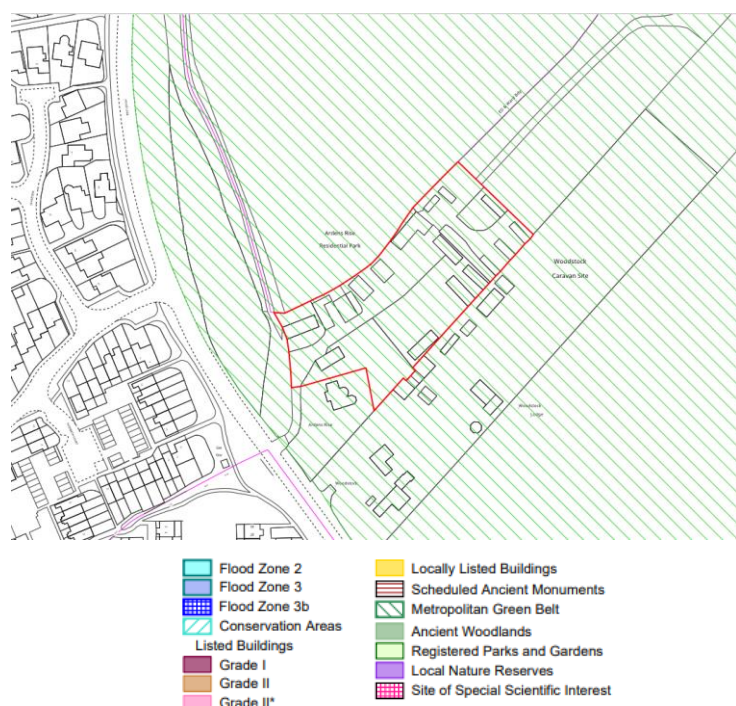 Ardens Rise
Residential Park
Woodstock
Caravan Site
Woodstock
Lodge
Ardens Rise
Woodstock
Flood Zone 2
Flood Zone 3
Flood Zone 3b
Conservation Areas
Listed Buildings
Grade I
Grade II
Grade II*
Locally Listed Buildings
Scheduled Ancient Monuments
Metropolitan Green Belt
Ancient Woodlands
Registered Parks and Gardens
Local Nature Reserves
Site of Special Scientific Interest